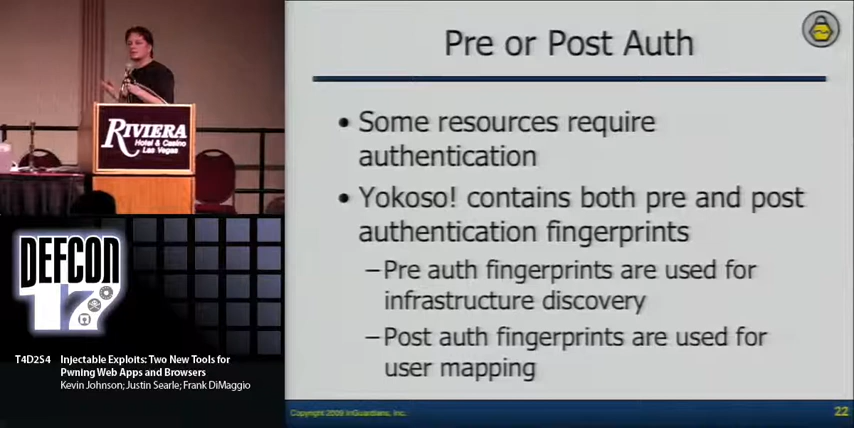 Pre or Post Auth
• Some resources require
authentication
• Yokoso! contains both pre and post
authentication fingerprints
–Pre auth fingerprints are used for
infrastructure discovery
–Post auth fingerprints are used for
user mapping
Copyright 2009 InGuardians, Inc.
22
RIVIERA
Hotel & Casino
Las Vegas
DEFCON
17
T4D2S4 Injectable Exploits: Two New Tools for
Pwning Web Apps and Browsers
Kevin Johnson; Justin Searle; Frank DiMaggio